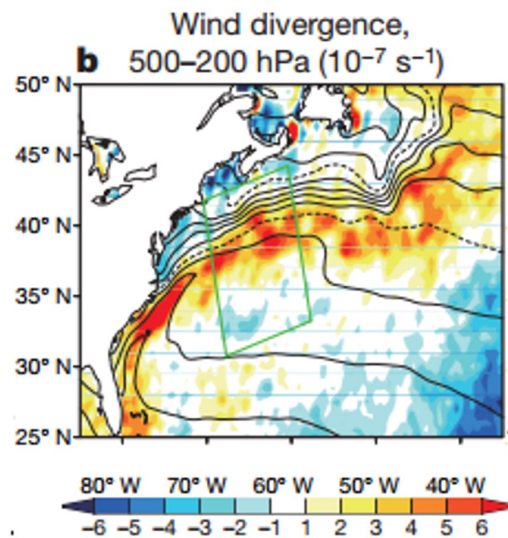 Wind divergence,
b 500–200 hPa (10⁻⁷ s⁻¹)
50° N
45° N
40° N
35° N
30° N
25° N
80° W 70° W 60° W 50° W 40° W
−6 −5 −4 −3 −2 −1 1 2 3 4 5 6